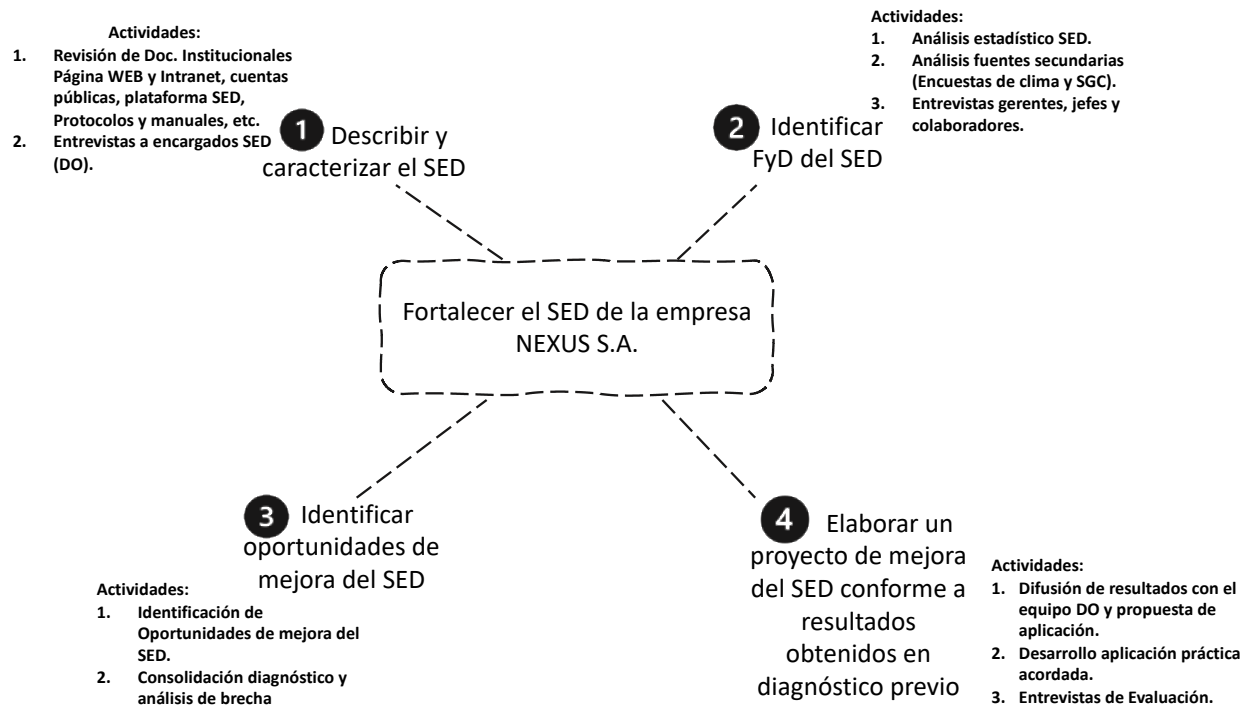 Actividades:
1. Revisión de Doc. Institucionales
Página WEB y Intranet, cuentas
públicas, plataforma SED,
Protocolos y manuales, etc.
2. Entrevistas a encargados SED
(DO).
1 Describir y
caracterizar el SED
Actividades:
1. Análisis estadístico SED.
2. Análisis fuentes secundarias
(Encuestas de clima y SGC).
3. Entrevistas gerentes, jefes y
colaboradores.
2 Identificar
FyD del SED
Fortalecer el SED de la empresa
NEXUS S.A.
3 Identificar
oportunidades de
mejora del SED
Actividades:
1. Identificación de
Oportunidades de mejora del
SED.
2. Consolidación diagnóstico y
análisis de brecha
4 Elaborar un
proyecto de mejora
del SED conforme a
resultados
obtenidos en
diagnóstico previo
Actividades:
1. Difusión de resultados con el
equipo DO y propuesta de
aplicación.
2. Desarrollo aplicación práctica
acordada.
3. Entrevistas de Evaluación.